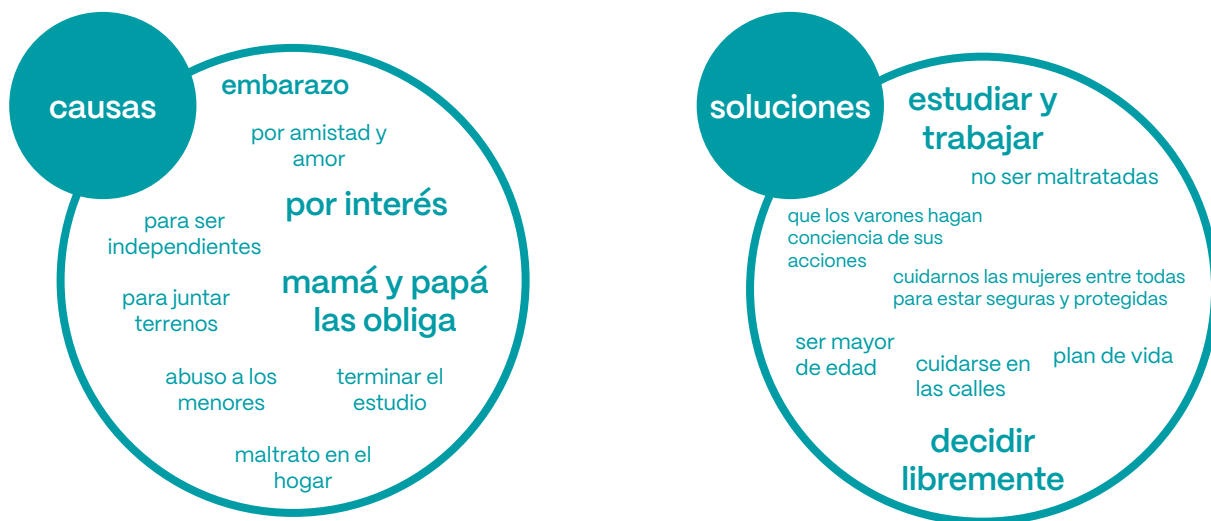 causas
embarazo
por amistad y
amor
por interés
para ser
independientes
mamá y papá
las obliga
para juntar
terrenos
abuso a los
menores
terminar el
estudio
maltrato en el
hogar
soluciones
estudiar y
trabajar
no ser maltratadas
que los varones hagan
conciencia de sus
acciones
cuidarnos las mujeres entre todas
para estar seguras y protegidas
ser mayor
de edad
cuidarse en
las calles
plan de vida
decidir
libremente